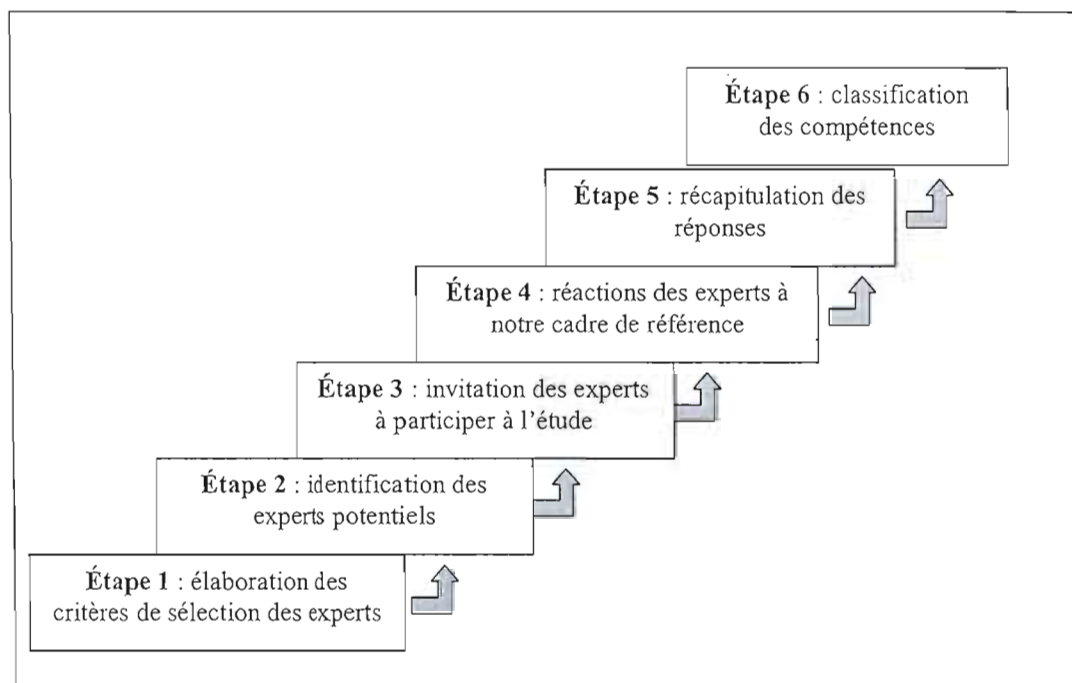 Étape 6 : classification
des compétences
Étape 5 : récapitulation des
réponses
Étape 4 : réactions des experts à
notre cadre de référence
Étape 3 : invitation des experts
à participer à l'étude
Étape 2 : identification des
experts potentiels
Étape 1 : élaboration des
critères de sélection des experts